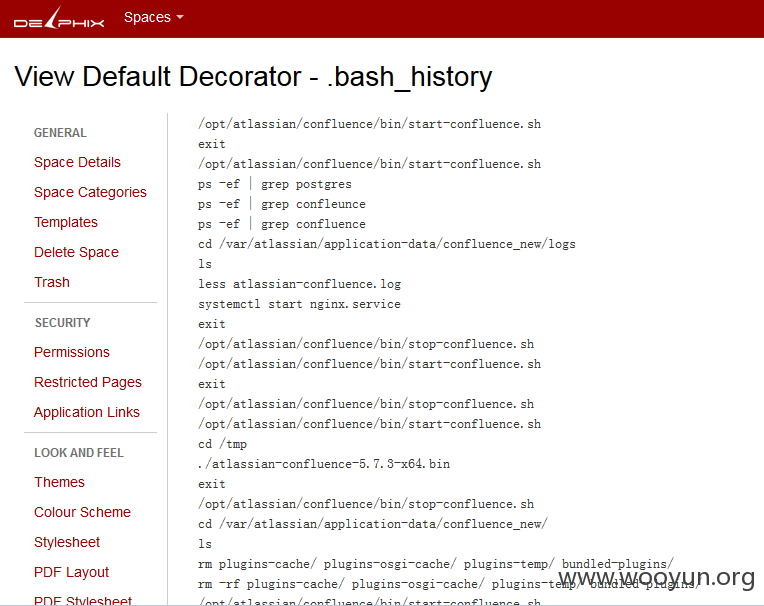 DELPHIX Spaces
View Default Decorator - .bash_history
GENERAL
Space Details
Space Categories
Templates
Delete Space
Trash
SECURITY
Permissions
Restricted Pages
Application Links
LOOK AND FEEL
Themes
Colour Scheme
Stylesheet
PDF Layout
PDF Stylesheet
/opt/atlassian/confluence/bin/start-confluence.sh
exit
/opt/atlassian/confluence/bin/start-confluence.sh
ps -ef | grep postgres
ps -ef | grep confleunce
ps -ef | grep confluence
cd /var/atlassian/application-data/confluence_new/logs
ls
less atlassian-confluence.log
systemctl start nginx.service
exit
/opt/atlassian/confluence/bin/stop-confluence.sh
/opt/atlassian/confluence/bin/start-confluence.sh
exit
/opt/atlassian/confluence/bin/stop-confluence.sh
/opt/atlassian/confluence/bin/start-confluence.sh
cd /tmp
./atlassian-confluence-5.7.3-x64.bin
exit
/opt/atlassian/confluence/bin/stop-confluence.sh
cd /var/atlassian/application-data/confluence_new/
ls
rm plugins-cache/ plugins-osgi-cache/ plugins-temp/ bundled-plugins/
rm -rf plugins-cache/ plugins-osgi-cache/ plugins-temp/ bundled-plugins/
/opt/atlassian/confluence/bin/start-confluence.sh
www.wooyun.org